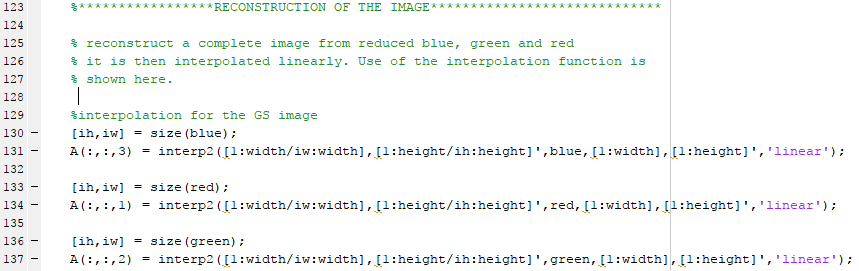 123 %*****************RECONSTRUCTION OF THE IMAGE*****************************
124
125 % reconstruct a complete image from reduced blue, green and red
126 % it is then interpolated linearly. Use of the interpolation function is
127 % shown here.
128
129 %interpolation for the GS image
130 – [ih,iw] = size(blue);
131 – A(:,:,3) = interp2([1:width/iw:width],[1:height/ih:height]',blue,[1:width],[1:height]','linear');
132
133 – [ih,iw] = size(red);
134 – A(:,:,1) = interp2([1:width/iw:width],[1:height/ih:height]',red,[1:width],[1:height]','linear');
135
136 – [ih,iw] = size(green);
137 – A(:,:,2) = interp2([1:width/iw:width],[1:height/ih:height]',green,[1:width],[1:height]','linear');